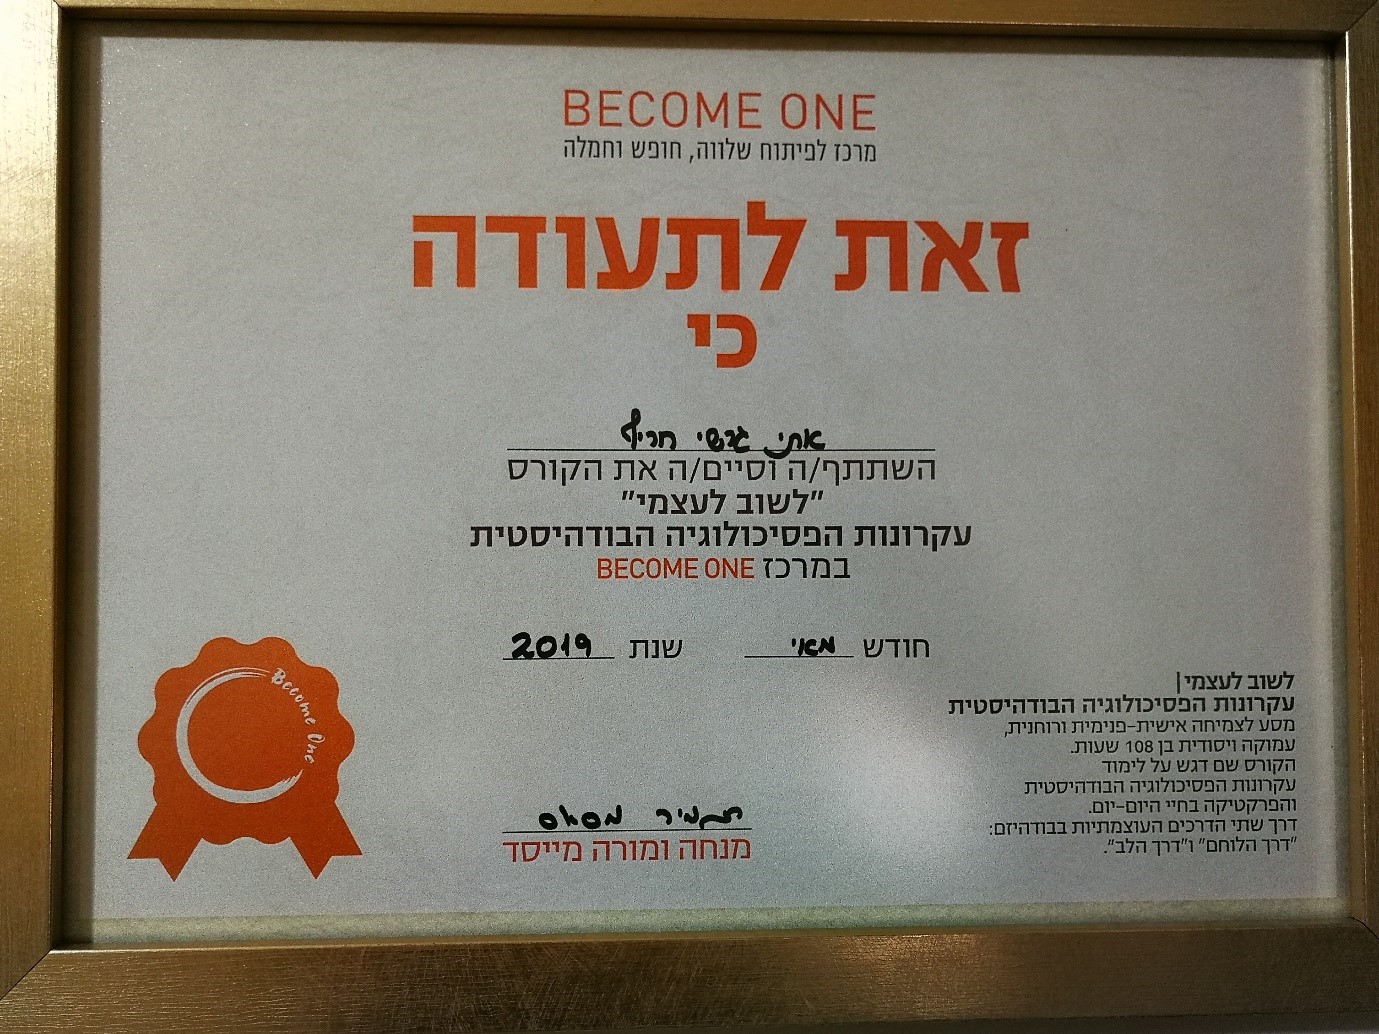 BECOME ONE
מרכז לפיתוח שלווה, חופש וחמלה
זאת לתעודה
כי
אתי גרשי חריף
השתתף/ה וסיים/ה את הקורס
"לשוב לעצמי"
עקרונות הפסיכולוגיה הבודהיסטית
במרכז BECOME ONE
חודש מאי שנת 2019
Become One
לשוב לעצמי|
עקרונות הפסיכולוגיה הבודהיסטית
מסע לצמיחה אישית-פנימית ורוחנית,
עמוקה ויסודית בן 108 שעות.
הקורס שם דגש על לימוד
עקרונות הפסיכולוגיה הבודהיסטית
והפרקטיקה בחיי היום-יום.
דרך שתי הדרכים העוצמתיות בבודהיזם:
"דרך הלוחם" ו"דרך הלב".
תמיר מסאס
מנחה ומורה מייסד